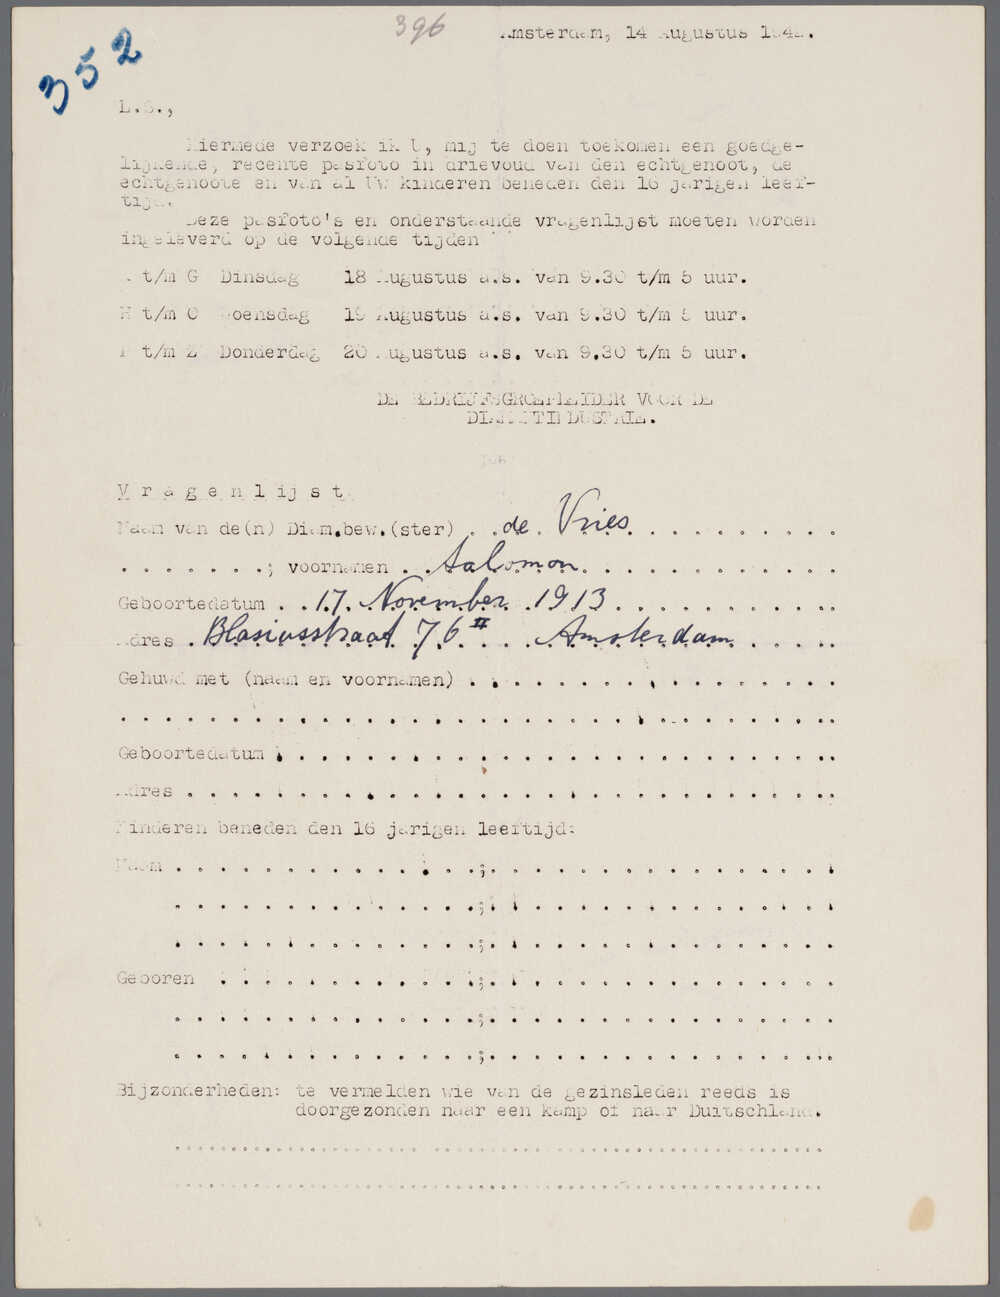 396
352
Amsterdam, 14 Augustus 194
L.S.,
Hiermede verzoek ik U, mij te doen toekomen een goedge-
lijkende, recente pasfoto in drievoud van den echtgenoot, de
echtgenoote en van al Uw kinderen beneden den 16 jarigen leef-
tijd.
Deze pasfoto's en onderstaande vragenlijst moeten worden
ingeleverd op de volgende tijden
A t/m G Dinsdag 18 Augustus a.s. van 9.30 t/m 5 uur.
H t/m O Woensdag 19 Augustus a.s. van 9.30 t/m 5 uur.
P t/m Z Donderdag 20 Augustus a.s. van 9.30 t/m 5 uur.
DE BEDRIJFSGROEPLEIDER VOOR DE
DIAMANTINDUSTRIE.
Vragenlijst
Naam van de(n) Diam.bew.(ster) . . de Vries . . . . . . . . . . .
. . . . . . . .; voornamen . . Salomon . . . . . . . . . . . . . .
Geboortedatum . . 17 November 1913 . . . . . . . . . . . .
Adres . Blasiusstraat 76 II . . . . Amsterdam . . . . . .
Gehuwd met (naam en voornamen) . . . . . . . . . . . . . . . . . . . . .
. . . . . . . . . . . . . . . . . . . . . . . . . . . . . . . . . . . . . . . .
Geboortedatum . . . . . . . . . . . . . . . . . . . . . . . . . . . . . . .
Adres . . . . . . . . . . . . . . . . . . . . . . . . . . . . . . . . . . . .
Kinderen beneden den 16 jarigen leeftijd:
Naam . . . . . . . . . . . . . . . . .;. . . . . . . . . . . . . . . . . . . .
. . . . . . . . . . . . . . . . .;. . . . . . . . . . . . . . . . . . . .
. . . . . . . . . . . . . . . . .;. . . . . . . . . . . . . . . . . . . .
Geboren . . . . . . . . . . . . . . .;. . . . . . . . . . . . . . . . . . . .
. . . . . . . . . . . . . . . . .;. . . . . . . . . . . . . . . . . . . .
. . . . . . . . . . . . . . . . .;. . . . . . . . . . . . . . . . . . . .
Bijzonderheden: te vermelden wie van de gezinsleden reeds is
doorgezonden naar een kamp of naar Duitschland.
. . . . . . . . . . . . . . . . . . . . . . . . . . . . . . . . . . . . . . . .
. . . . . . . . . . . . . . . . . . . . . . . . . . . . . . . . . . . . . . . .